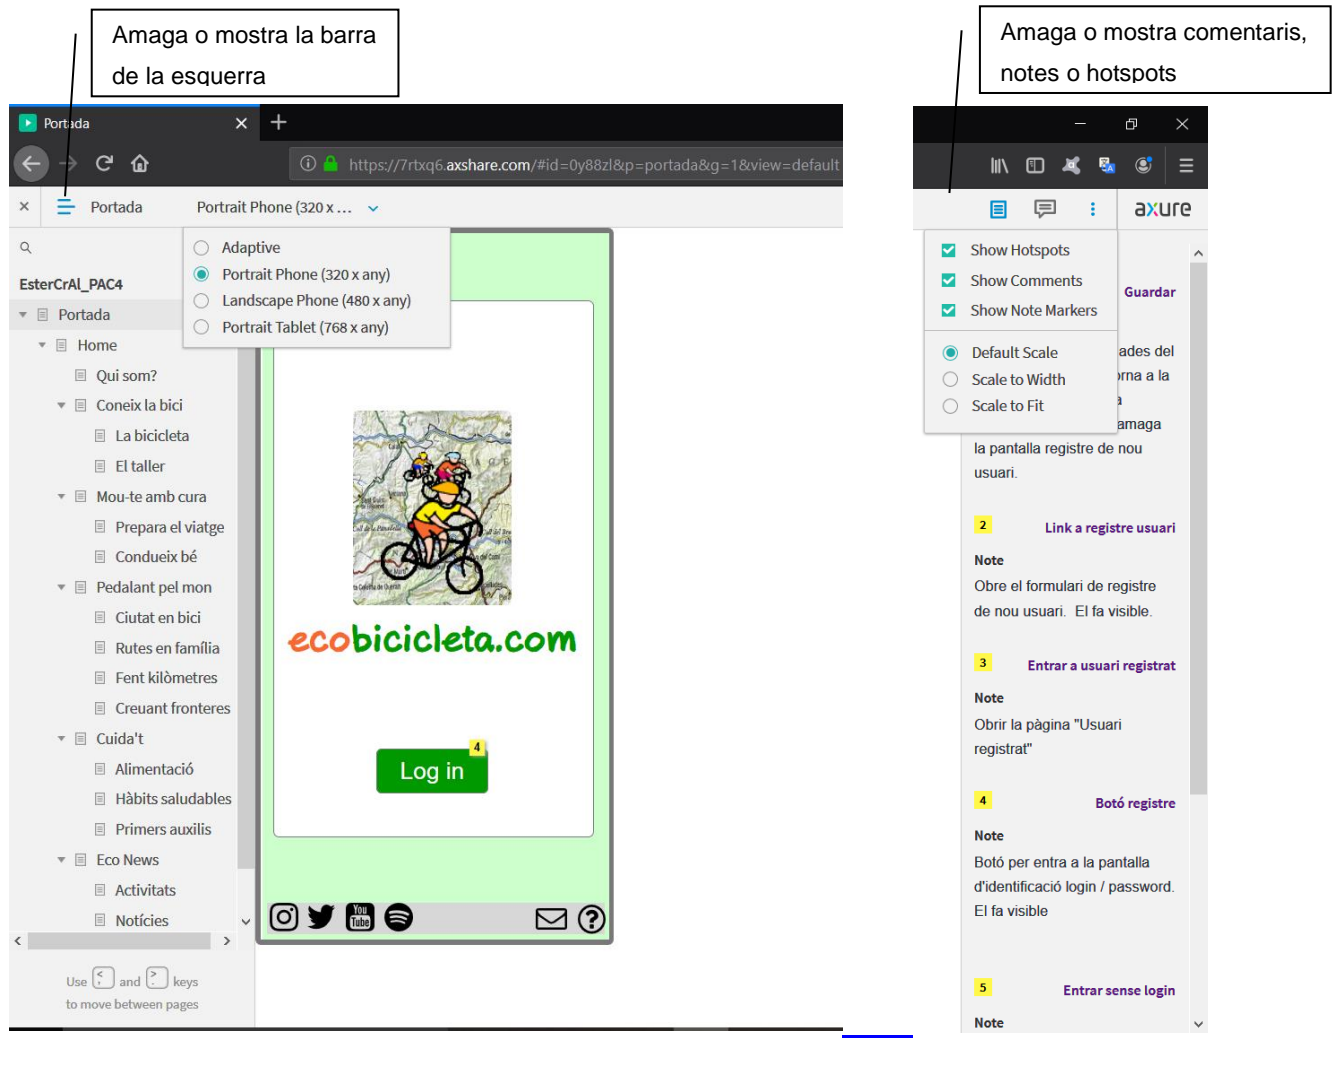 Amaga o mostra la barra
de la esquerra
Amaga o mostra comentaris,
notes o hotspots
Portada
https://7rtxq6.axshare.com/#id=0y88zl&p=portada&g=1&view=default
Portada
Portrait Phone (320 x ...
axure
Adaptive
Portrait Phone (320 x any)
Landscape Phone (480 x any)
Portrait Tablet (768 x any)
EsterCrAl_PAC4
Portada
Home
Qui som?
Coneix la bici
La bicicleta
El taller
Mou-te amb cura
Prepara el viatge
Condueix bé
Pedalant pel mon
Ciutat en bici
Rutes en família
Fent kilòmetres
Creuant fronteres
Cuida't
Alimentació
Hàbits saludables
Primers auxilis
Eco News
Activitats
Notícies
Use < , and > . keys
to move between pages
ecobicicleta.com
4
Log in
You
Tube
Show Hotspots
Show Comments
Show Note Markers
Default Scale
Scale to Width
Scale to Fit
Guardar
ades del
orna a la
a
amaga
la pantalla registre de nou
usuari.
2 Link a registre usuari
Note
Obre el formulari de registre
de nou usuari. El fa visible.
3 Entrar a usuari registrat
Note
Obrir la pàgina "Usuari
registrat"
4 Botó registre
Note
Botó per entra a la pantalla
d'identificació login / password.
El fa visible
5 Entrar sense login
Note